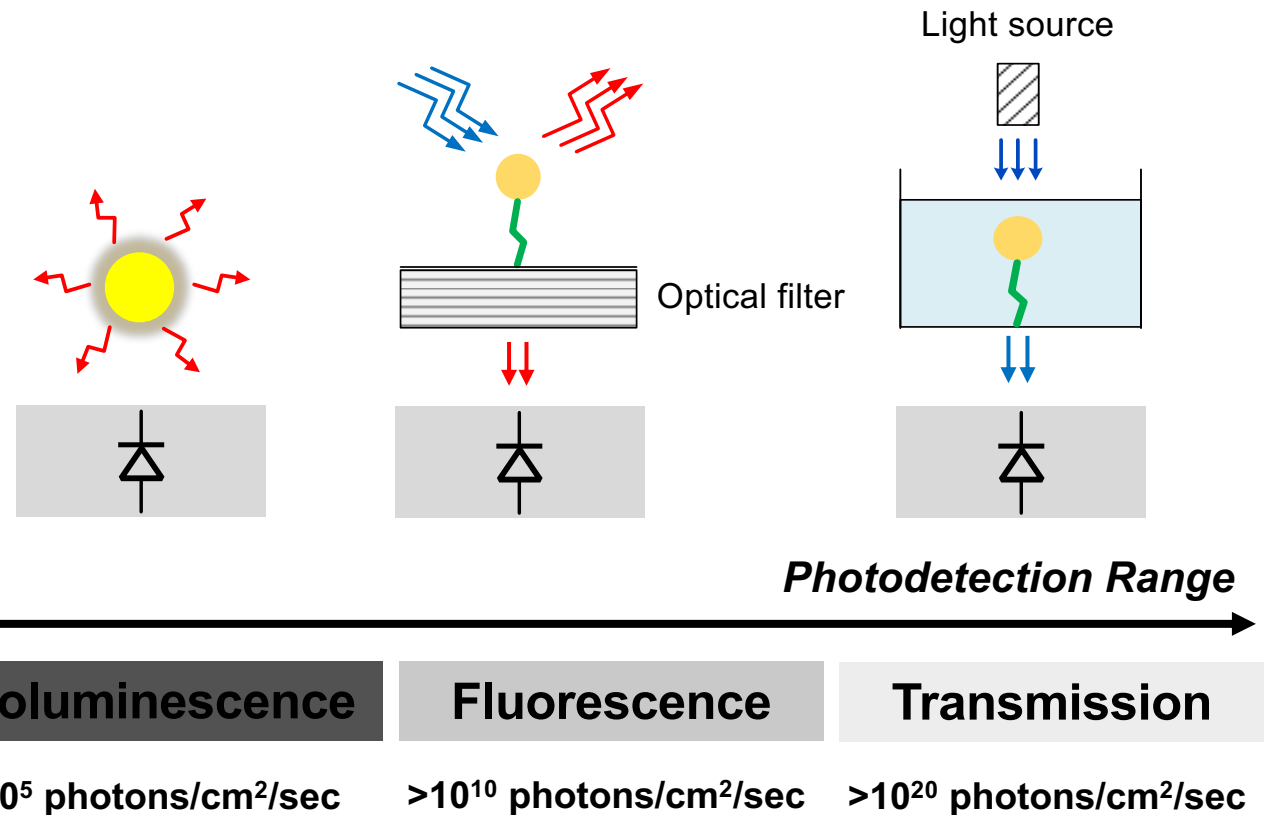 Light source
Optical filter
Photodetection Range
oluminescence Fluorescence Transmission
0⁵ photons/cm²/sec >10¹⁰ photons/cm²/sec >10²⁰ photons/cm²/sec